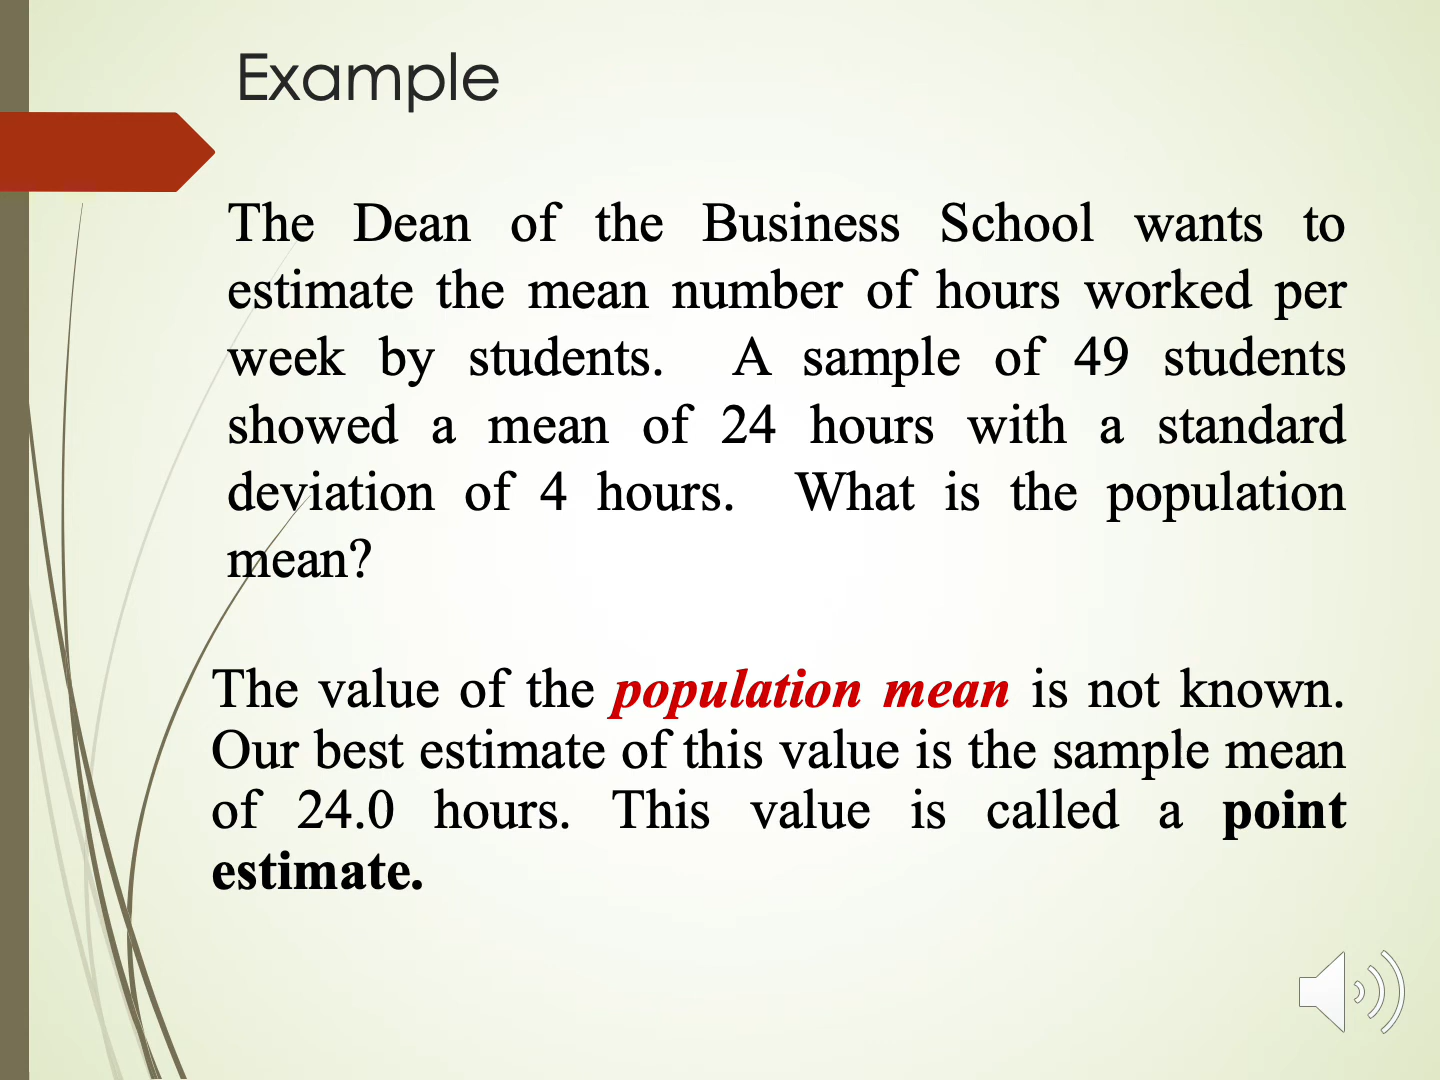 Example
The Dean of the Business School wants to
estimate the mean number of hours worked per
week by students. A sample of 49 students
showed a mean of 24 hours with a standard
deviation of 4 hours. What is the population
mean?
The value of the population mean is not known.
Our best estimate of this value is the sample mean
of 24.0 hours. This value is called a point
estimate.